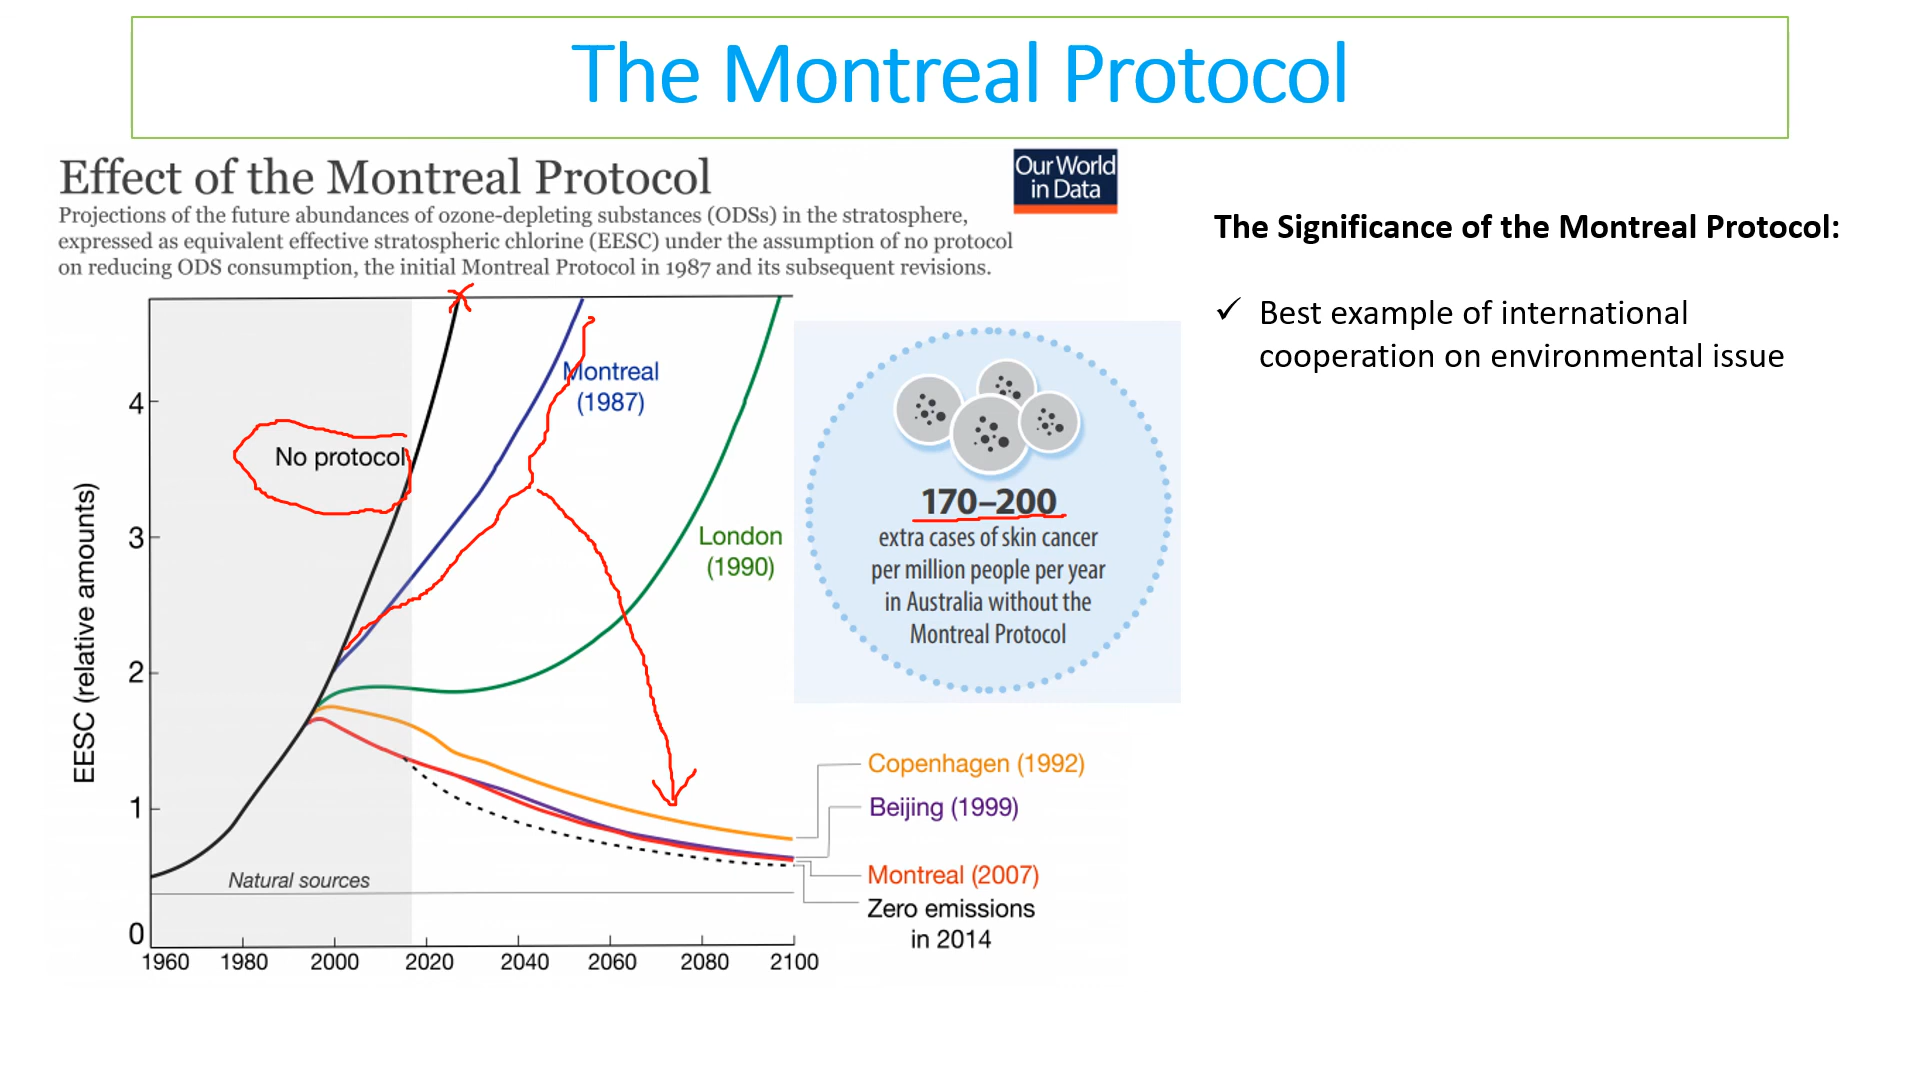 The Montreal Protocol
Effect of the Montreal Protocol
Our World
in Data
Projections of the future abundances of ozone-depleting substances (ODSs) in the stratosphere,
expressed as equivalent effective stratospheric chlorine (EESC) under the assumption of no protocol
on reducing ODS consumption, the initial Montreal Protocol in 1987 and its subsequent revisions.
EESC (relative amounts)
4
3
2
1
0
1960
1980
2000
2020
2040
2060
2080
2100
No protocol
Montreal
(1987)
London
(1990)
Natural sources
Copenhagen (1992)
Beijing (1999)
Montreal (2007)
Zero emissions
in 2014
170–200
extra cases of skin cancer
per million people per year
in Australia without the
Montreal Protocol
The Significance of the Montreal Protocol:
✓ Best example of international
cooperation on environmental issue